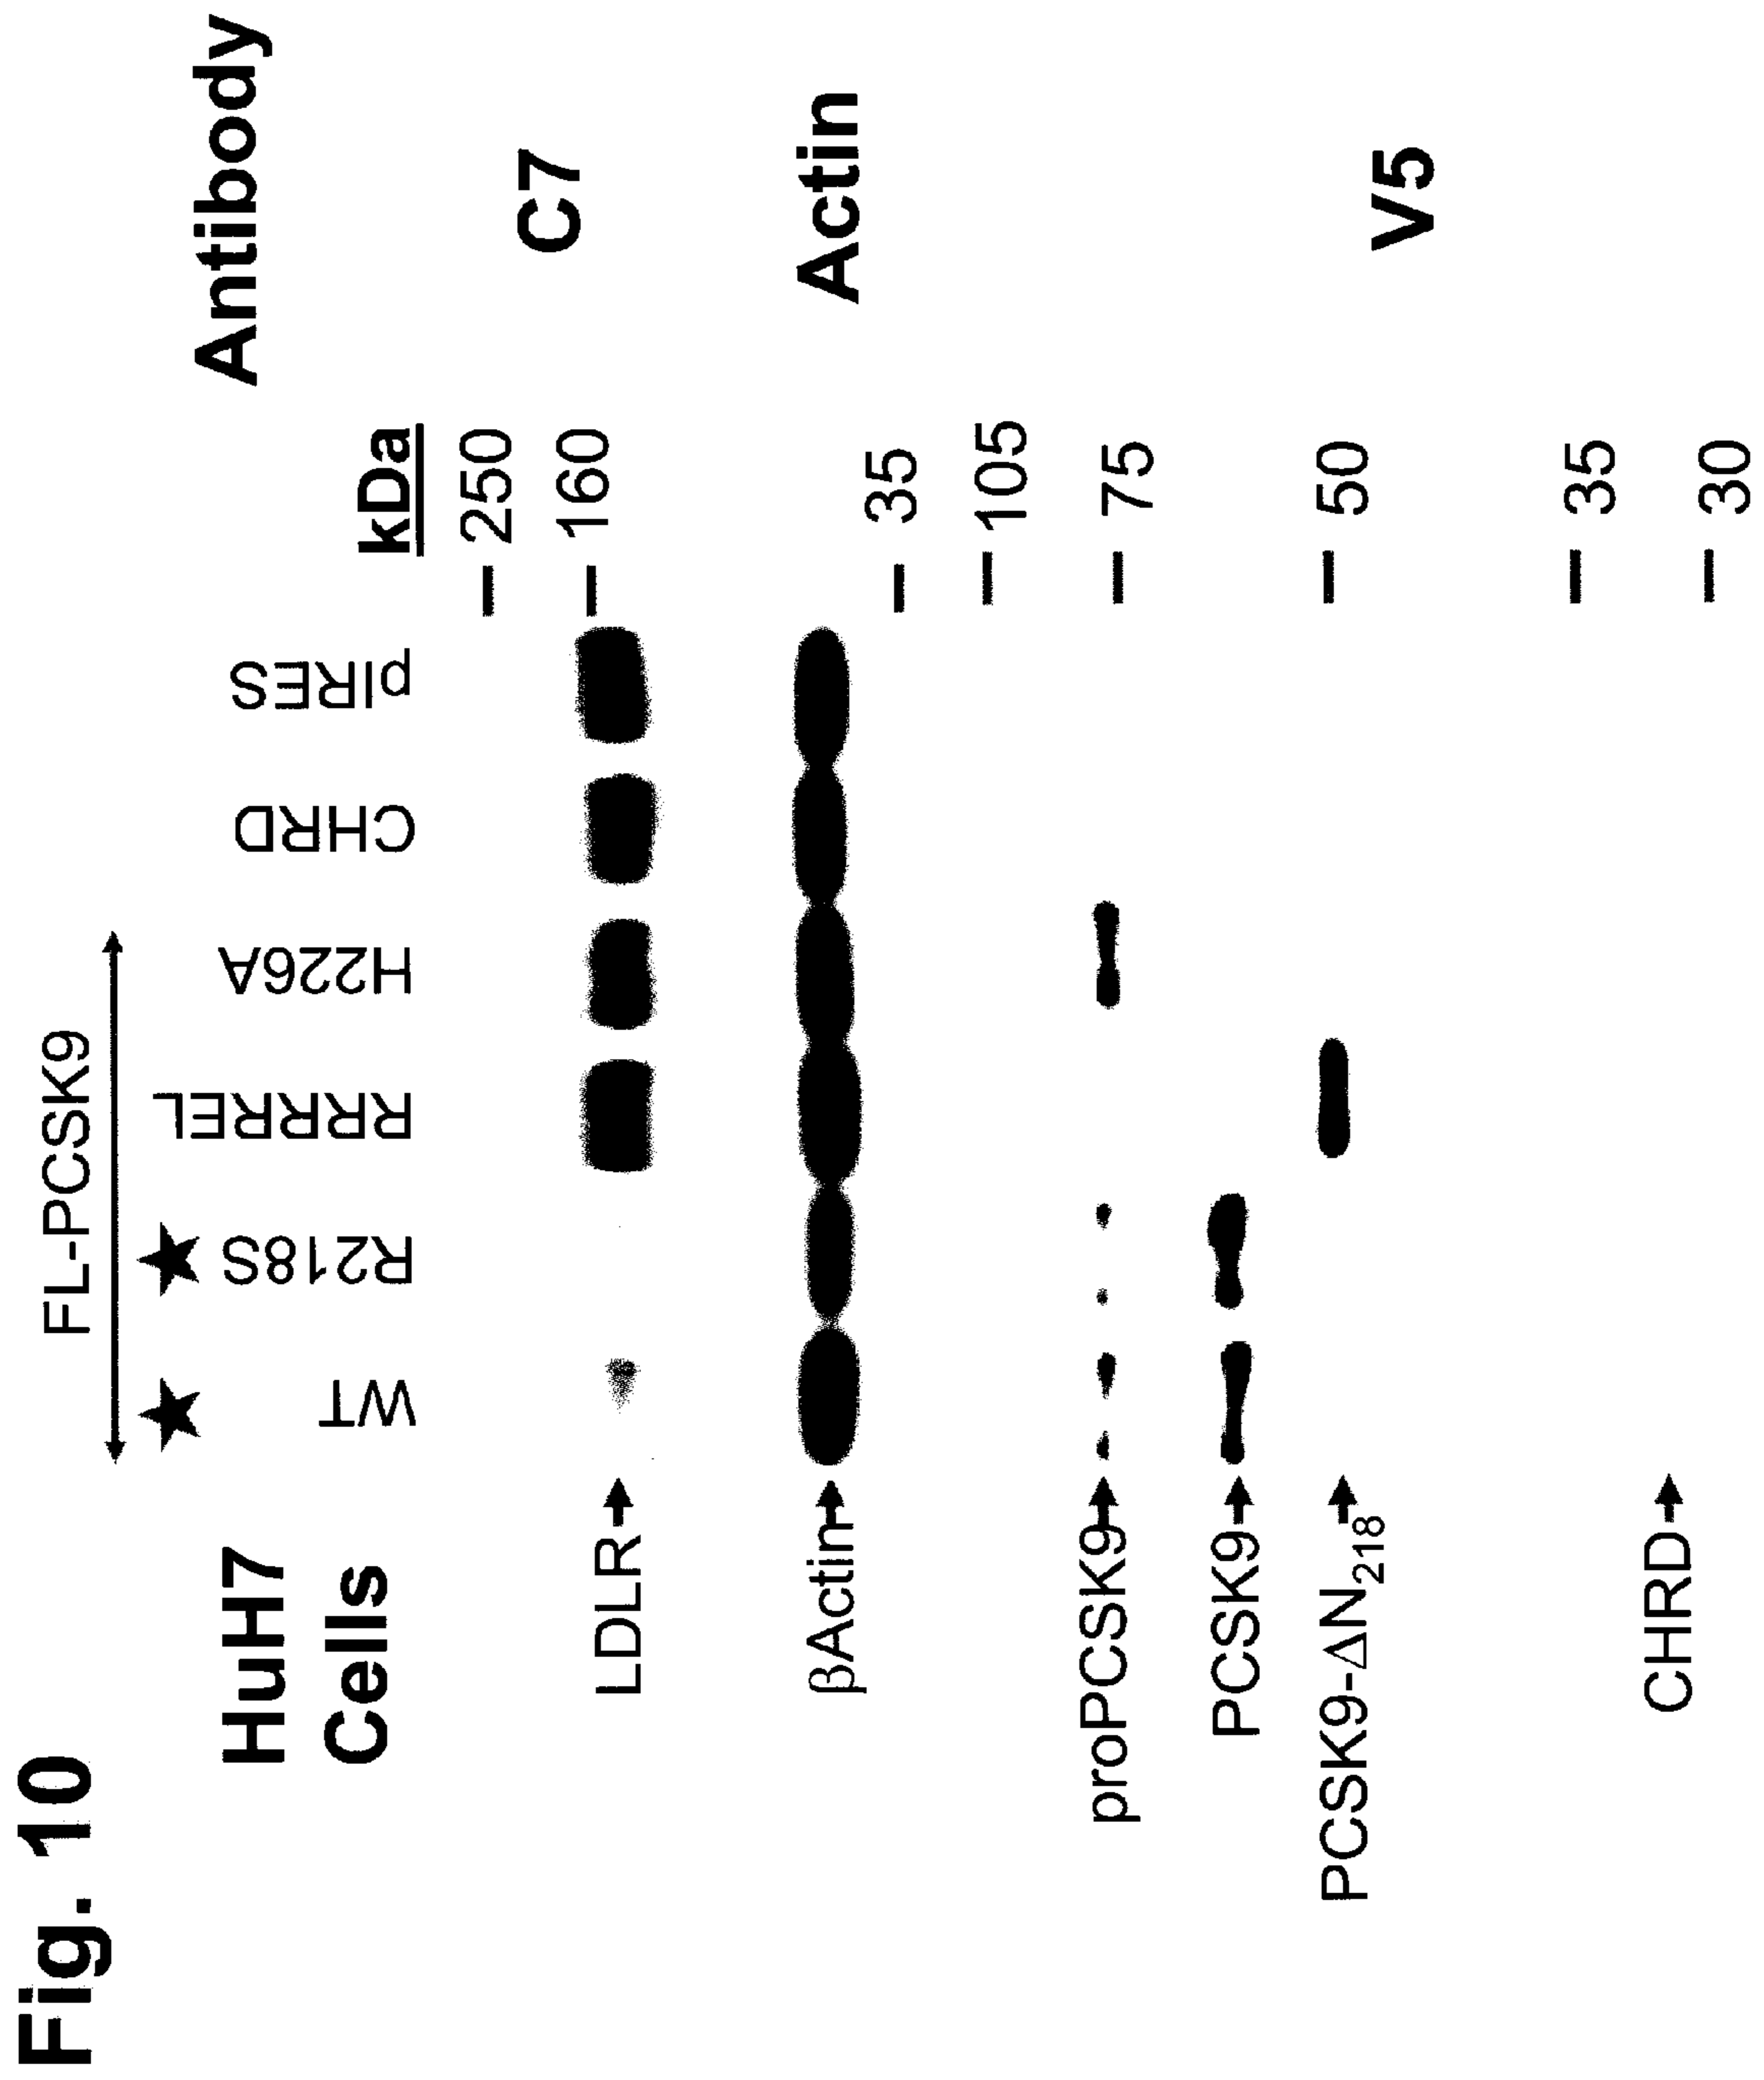 Fig. 10
FL-PCSK9
HuH7
Cells
WT
R218S
RRRREL
H226A
CHRD
pIRES
kDa
Antibody
LDLR
250
160
C7
βActin
35
Actin
proPCSK9
PCSK9
PCSK9-ΔN₂₁₈
CHRD
105
75
50
35
30
V5